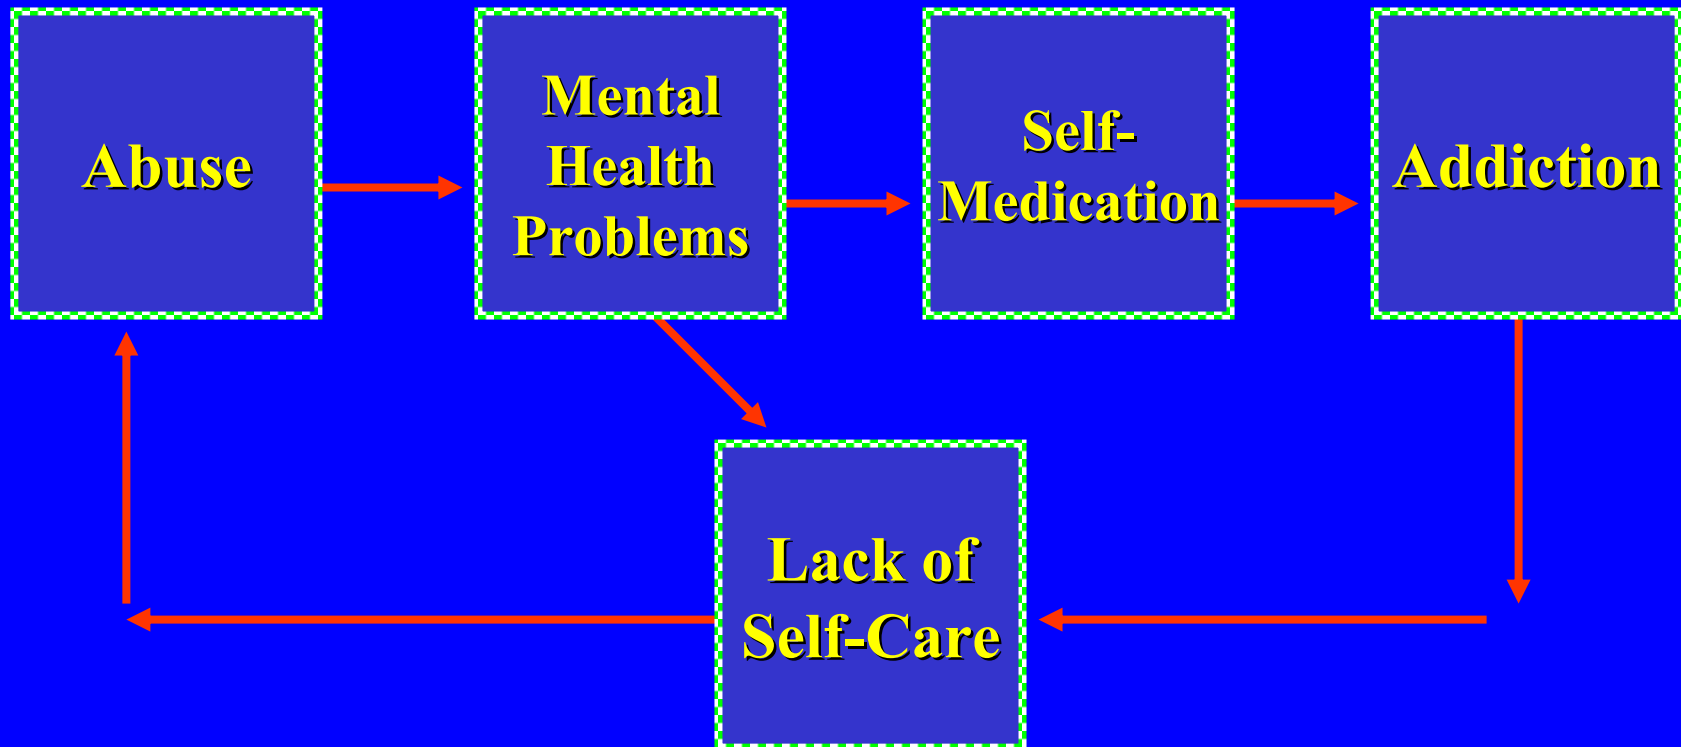 Abuse
Mental
Health
Problems
Self-
Medication
Addiction
Lack of
Self-Care